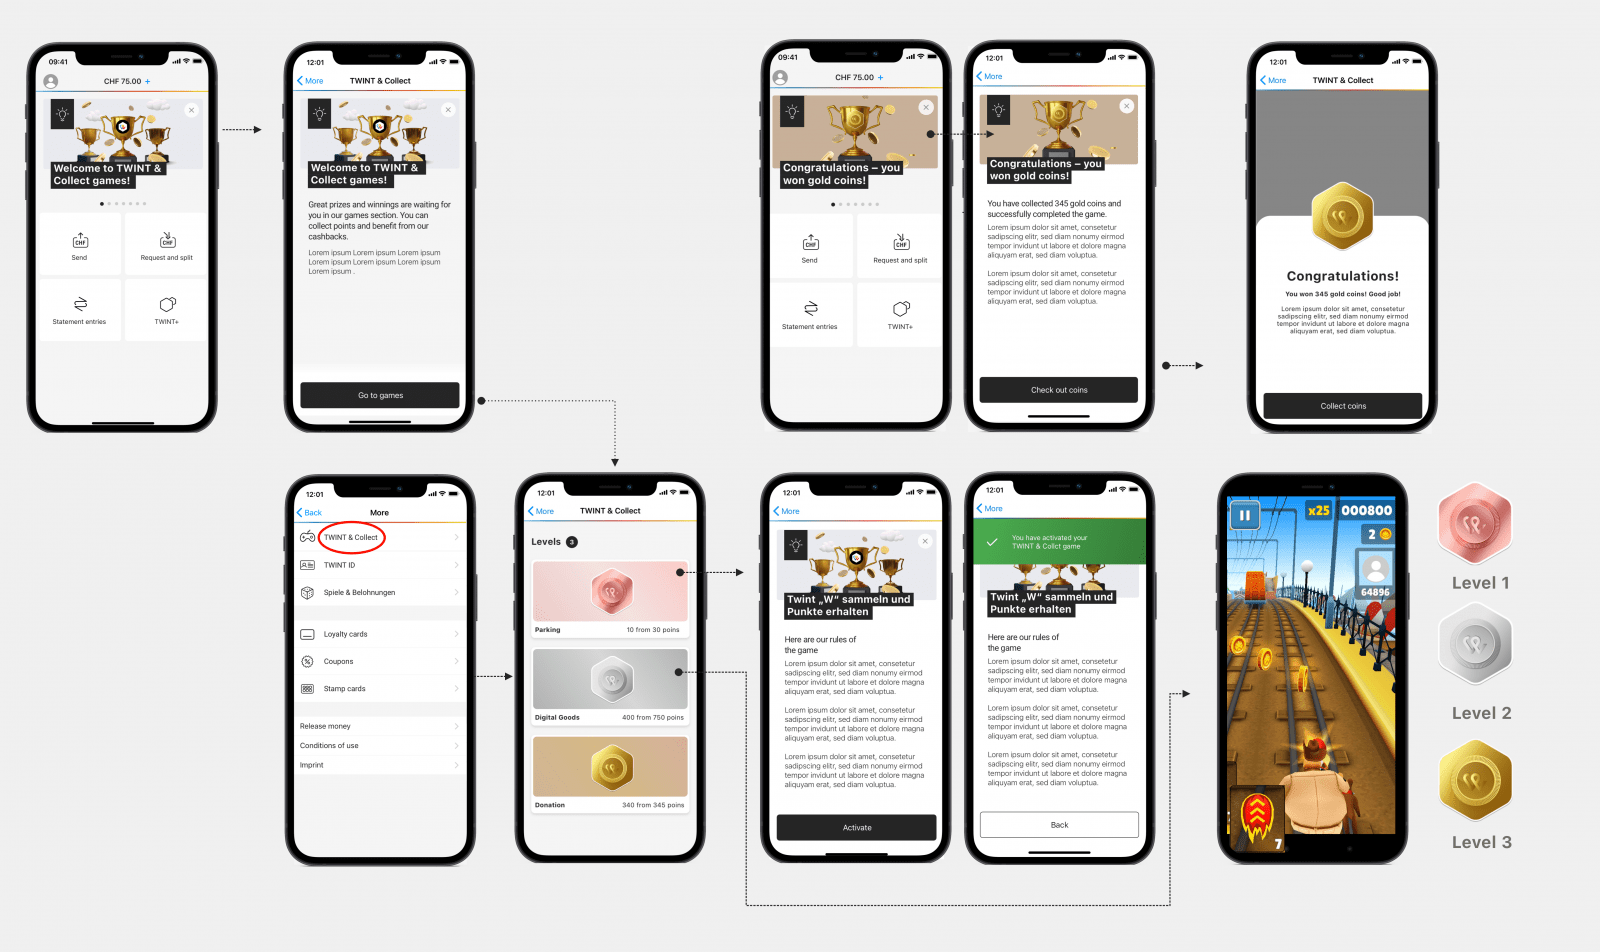 09:41
CHF 75.00 +
Welcome to TWINT &
Collect games!
CHF
Send
CHF
Request and split
Statement entries
TWINT+
12:01
More
TWINT & Collect
Welcome to TWINT &
Collect games!
Great prizes and winnings are waiting for
you in our games section. You can
collect points and benefit from our
cashbacks.
Lorem ipsum Lorem ipsum Lorem ipsum
Lorem ipsum Lorem ipsum Lorem ipsum
Lorem ipsum .
Go to games
09:41
CHF 75.00 +
Congratulations – you
won gold coins!
CHF
Send
CHF
Request and split
Statement entries
TWINT+
12:01
More
Congratulations – you
won gold coins!
You have collected 345 gold coins and
successfully completed the game.
Lorem ipsum dolor sit amet, consetetur
sadipscing elitr, sed diam nonumy eirmod
tempor invidunt ut labore et dolore magna
aliquyam erat, sed diam voluptua.
Lorem ipsum dolor sit amet, consetetur
sadipscing elitr, sed diam nonumy eirmod
tempor invidunt ut labore et dolore magna
aliquyam erat, sed diam voluptua.
Check out coins
12:01
More
TWINT & Collect
Congratulations!
You won 345 gold coins! Good job!
Lorem ipsum dolor sit amet, consetetur
sadipscing elitr, sed diam nonumy eirmod
tempor invidunt ut labore et dolore magna
aliquyam erat, sed diam voluptua.
Collect coins
12:01
Back
More
TWINT & Collect
TWINT ID
Spiele & Belohnungen
Loyalty cards
Coupons
Stamp cards
Release money
Conditions of use
Imprint
12:01
More
TWINT & Collect
Levels 3
Parking
10 from 30 poins
Digital Goods
400 from 750 poins
Donation
340 from 345 poins
12:01
More
Twint „W“ sammeln und
Punkte erhalten
Here are our rules of
the game
Lorem ipsum dolor sit amet, consetetur
sadipscing elitr, sed diam nonumy eirmod
tempor invidunt ut labore et dolore magna
aliquyam erat, sed diam voluptua.
Lorem ipsum dolor sit amet, consetetur
sadipscing elitr, sed diam nonumy eirmod
tempor invidunt ut labore et dolore magna
aliquyam erat, sed diam voluptua.
Lorem ipsum dolor sit amet, consetetur
sadipscing elitr, sed diam nonumy eirmod
tempor invidunt ut labore et dolore magna
aliquyam erat, sed diam voluptua.
Activate
12:01
More
You have activated your
TWINT & Collct game
Twint „W“ sammeln und
Punkte erhalten
Here are our rules of
the game
Lorem ipsum dolor sit amet, consetetur
sadipscing elitr, sed diam nonumy eirmod
tempor invidunt ut labore et dolore magna
aliquyam erat, sed diam voluptua.
Lorem ipsum dolor sit amet, consetetur
sadipscing elitr, sed diam nonumy eirmod
tempor invidunt ut labore et dolore magna
aliquyam erat, sed diam voluptua.
Lorem ipsum dolor sit amet, consetetur
sadipscing elitr, sed diam nonumy eirmod
tempor invidunt ut labore et dolore magna
aliquyam erat, sed diam voluptua.
Back
x25 000800
2
64896
7
Level 1
Level 2
Level 3